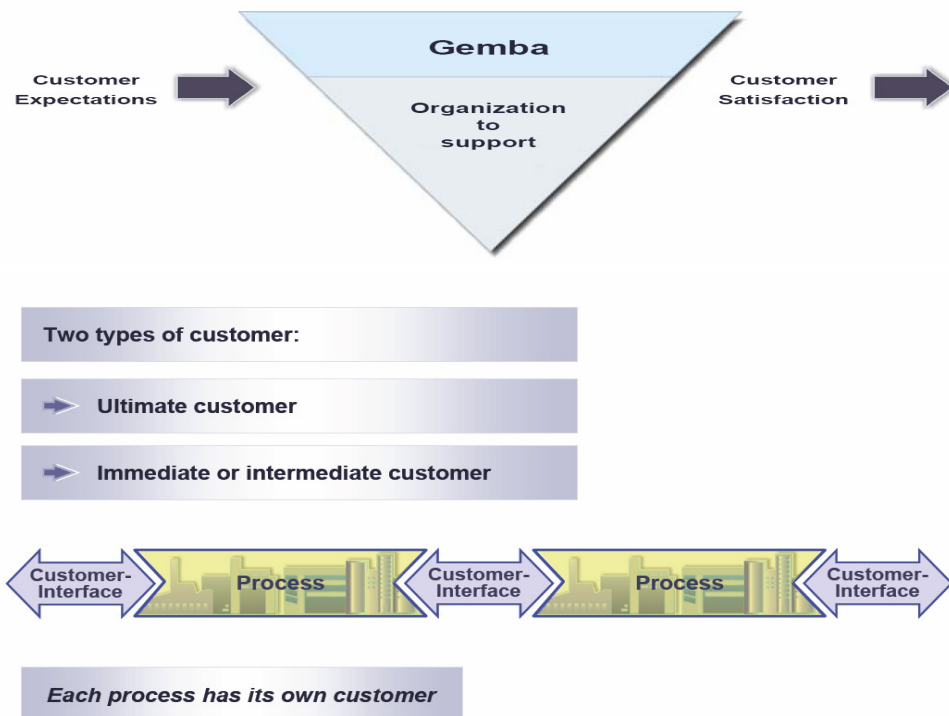 Gemba
Customer
Expectations
Organization
to
support
Customer
Satisfaction
Two types of customer:
Ultimate customer
Immediate or intermediate customer
Customer-
Interface
Process
Customer-
Interface
Process
Customer-
Interface
Each process has its own customer